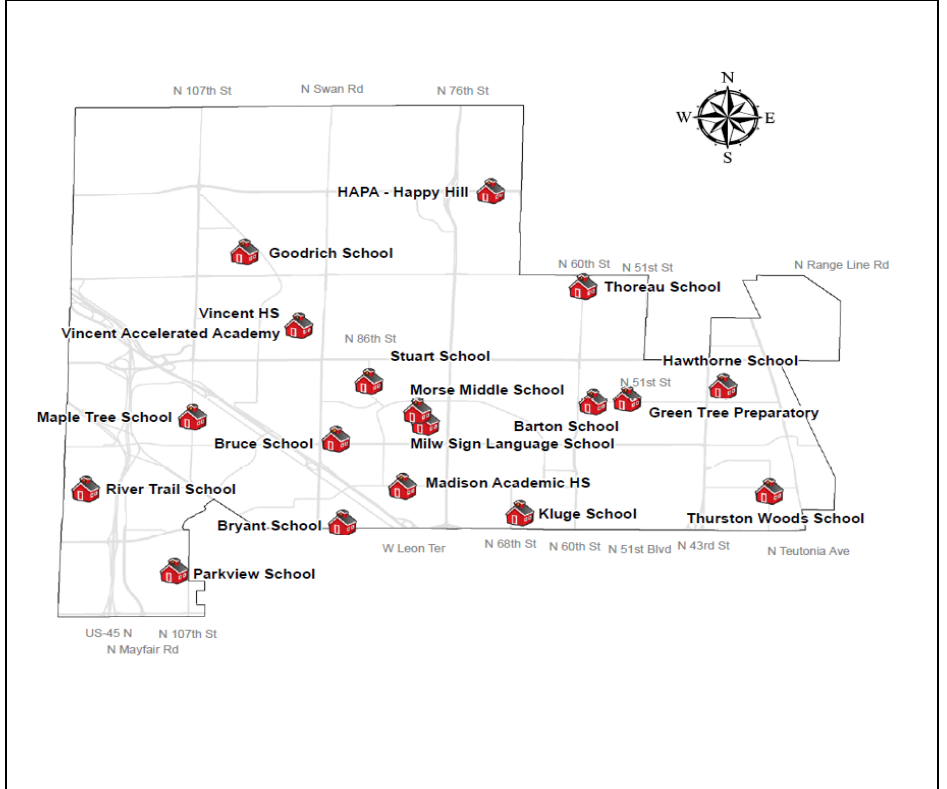 N 107th St
N Swan Rd
N 76th St
N
W
E
S
HAPA - Happy Hill
Goodrich School
N 60th St
N 51st St
N Range Line Rd
Thoreau School
Vincent HS
Vincent Accelerated Academy
N 86th St
Stuart School
Hawthorne School
Morse Middle School
N 51st St
Green Tree Preparatory
Maple Tree School
Barton School
Bruce School
Milw Sign Language School
River Trail School
Madison Academic HS
Kluge School
Thurston Woods School
Bryant School
W Leon Ter
N 68th St
N 60th St
N 51st Blvd
N 43rd St
N Teutonia Ave
Parkview School
US-45 N
N 107th St
N Mayfair Rd